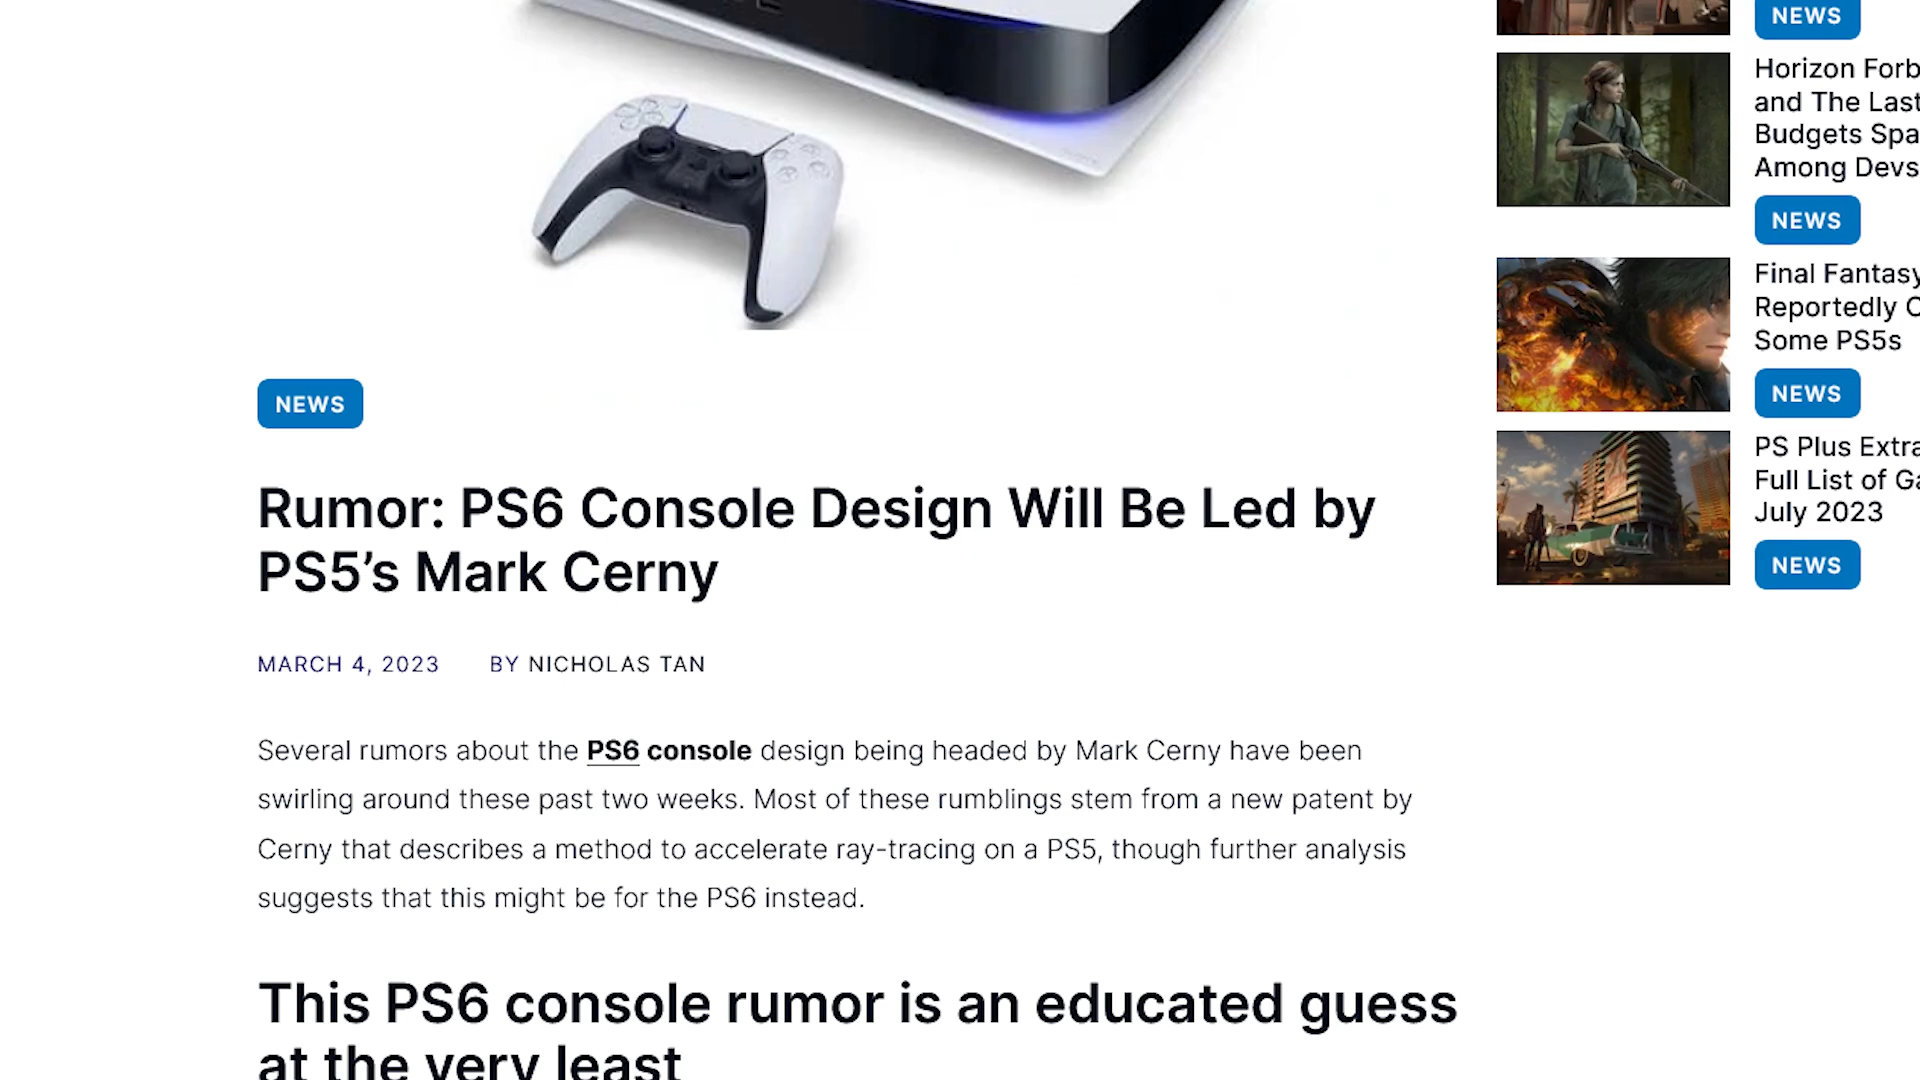 NEWS
Rumor: PS6 Console Design Will Be Led by
PS5’s Mark Cerny
MARCH 4, 2023 BY NICHOLAS TAN
Several rumors about the PS6 console design being headed by Mark Cerny have been
swirling around these past two weeks. Most of these rumblings stem from a new patent by
Cerny that describes a method to accelerate ray-tracing on a PS5, though further analysis
suggests that this might be for the PS6 instead.
This PS6 console rumor is an educated guess
at the very least
NEWS
Horizon Forb
and The Last
Budgets Spa
Among Devs
NEWS
Final Fantasy
Reportedly
Some PS5s
NEWS
PS Plus Extra
Full List of Ga
July 2023
NEWS